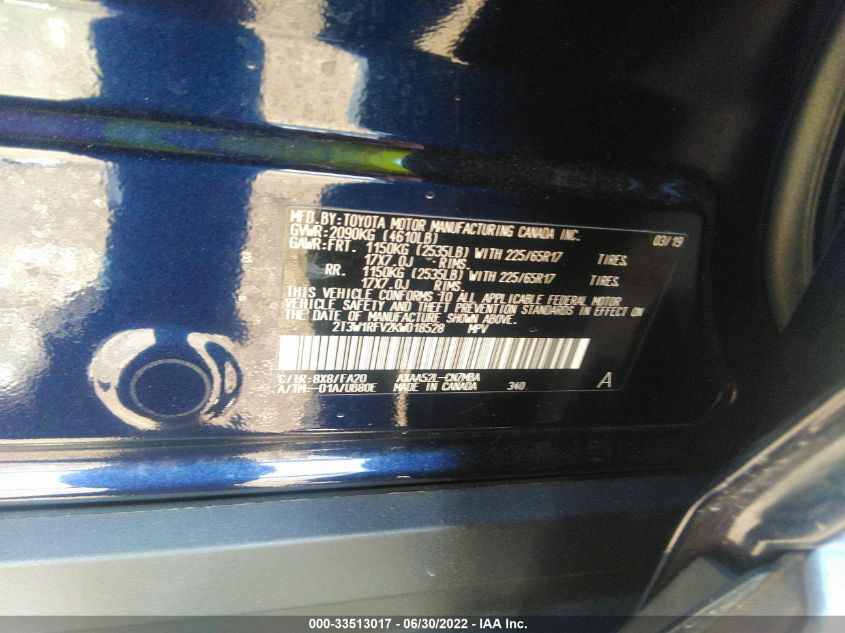 MFD.BY:TOYOTA MOTOR MANUFACTURING CANADA INC.
GVWR:2090KG (4610LB) 03/19
GAWR:FRT. 1150KG (2535LB) WITH 225/65R17 TIRES
17X7.0J RIMS.
RR. 1150KG (2535LB) WITH 225/65R17 TIRES.
17X7.0J RIMS
THIS VEHICLE CONFORMS TO ALL APPLICABLE FEDERAL MOTOR
VEHICLE SAFETY AND THEFT PREVENTION STANDARDS IN EFFECT ON
THE DATE OF MANUFACTURE SHOWN ABOVE.
2T3W1RFV2KW018528 MPV
C/TR:8X8/FA20 AXAA52L-CNZMBA
A/TM-01A/UB80E MADE IN CANADA 340 A
000-33513017 - 06/30/2022 - IAA Inc.